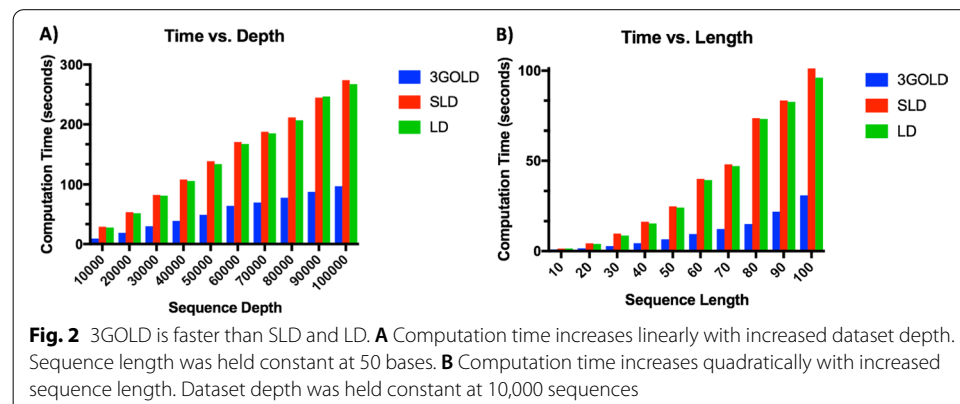 A)
Time vs. Depth
Computation Time (seconds)
300
200
100
0
10000
20000
30000
40000
50000
60000
70000
80000
90000
100000
Sequence Depth
3GOLD
SLD
LD
B)
Time vs. Length
Computation Time (seconds)
100
50
0
10
20
30
40
50
60
70
80
90
100
Sequence Length
3GOLD
SLD
LD
Fig. 2 3GOLD is faster than SLD and LD. A Computation time increases linearly with increased dataset depth.
Sequence length was held constant at 50 bases. B Computation time increases quadratically with increased
sequence length. Dataset depth was held constant at 10,000 sequences